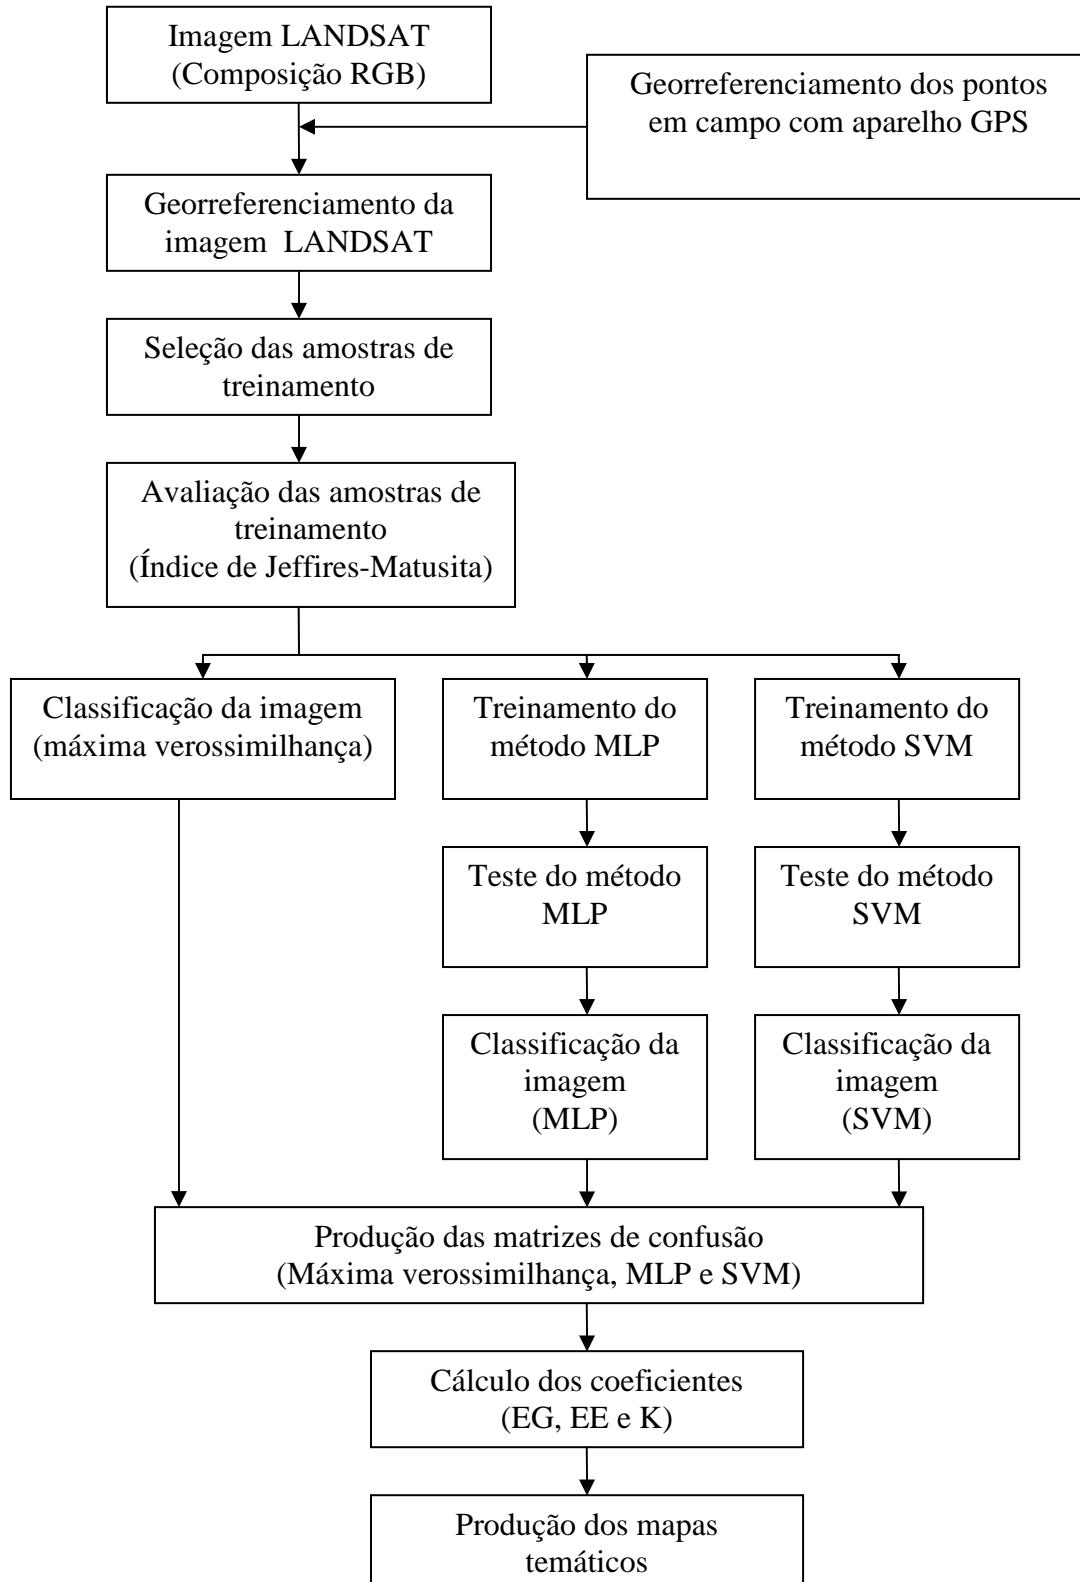 Imagem LANDSAT
(Composição RGB)
Georreferenciamento dos pontos
em campo com aparelho GPS
Georreferenciamento da
imagem  LANDSAT
Seleção das amostras de
treinamento
Avaliação das amostras de
treinamento
(Índice de Jeffires-Matusita)
Classificação da imagem
(máxima verossimilhança)
Treinamento do
método MLP
Treinamento do
método SVM
Teste do método
MLP
Teste do método
SVM
Classificação da
imagem
(MLP)
Classificação da
imagem
(SVM)
Produção das matrizes de confusão
(Máxima verossimilhança, MLP e SVM)
Cálculo dos coeficientes
(EG, EE e K)
Produção dos mapas
temáticos